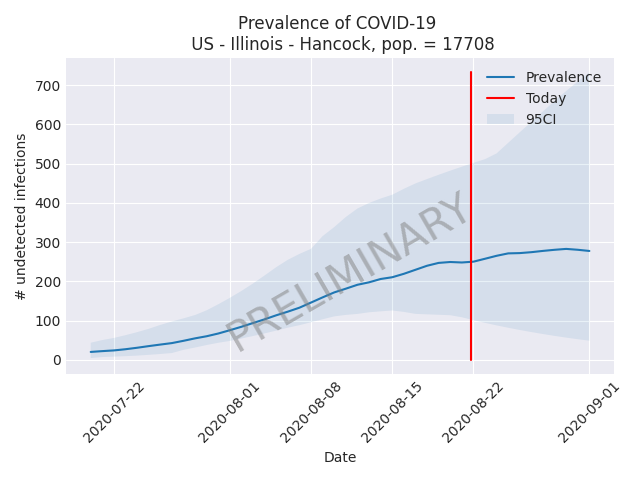 Prevalence of COVID-19
US - Illinois - Hancock, pop. = 17708
# undetected infections
700
600
500
400
300
200
100
0
Prevalence
Today
95CI
PRELIMINARY
2020-07-22
2020-08-01
2020-08-08
2020-08-15
2020-08-22
2020-09-01
Date